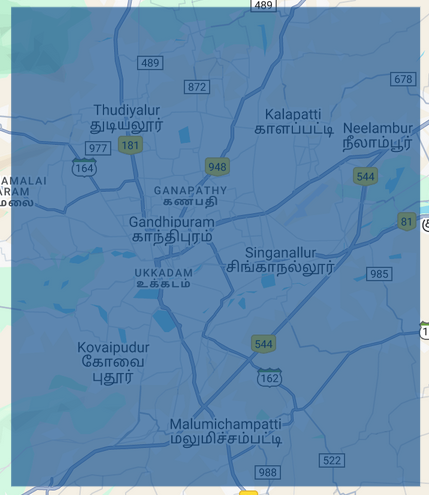 489
489
678
872
Thudiyalur
துடியலூர்
Kalapatti
காளப்பட்டி
Neelambur
நீலாம்பூர்
977
181
164
948
544
AMALAI
ARAM
மலை
GANAPATHY
கணபதி
81
Gandhipuram
காந்திபுரம்
Singanallur
சிங்காநல்லூர்
UKKADAM
உக்கடம்
985
Kovaipudur
கோவை
புதூர்
544
162
Malumichampatti
மலுமிச்சம்பட்டி
522
988